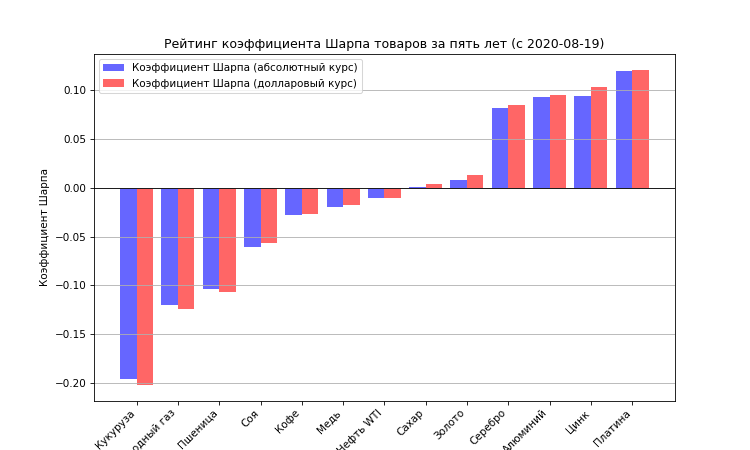 Рейтинг коэффициента Шарпа товаров за пять лет (с 2020-08-19)
Коэффициент Шарпа (абсолютный курс)
Коэффициент Шарпа (долларовый курс)
Коэффициент Шарпа
0.10
0.05
0.00
−0.05
−0.10
−0.15
−0.20
Кукуруза
одный газ
Пшеница
Соя
Кофе
Медь
Нефть WTI
Сахар
Золото
Серебро
Алюминий
Цинк
Платина